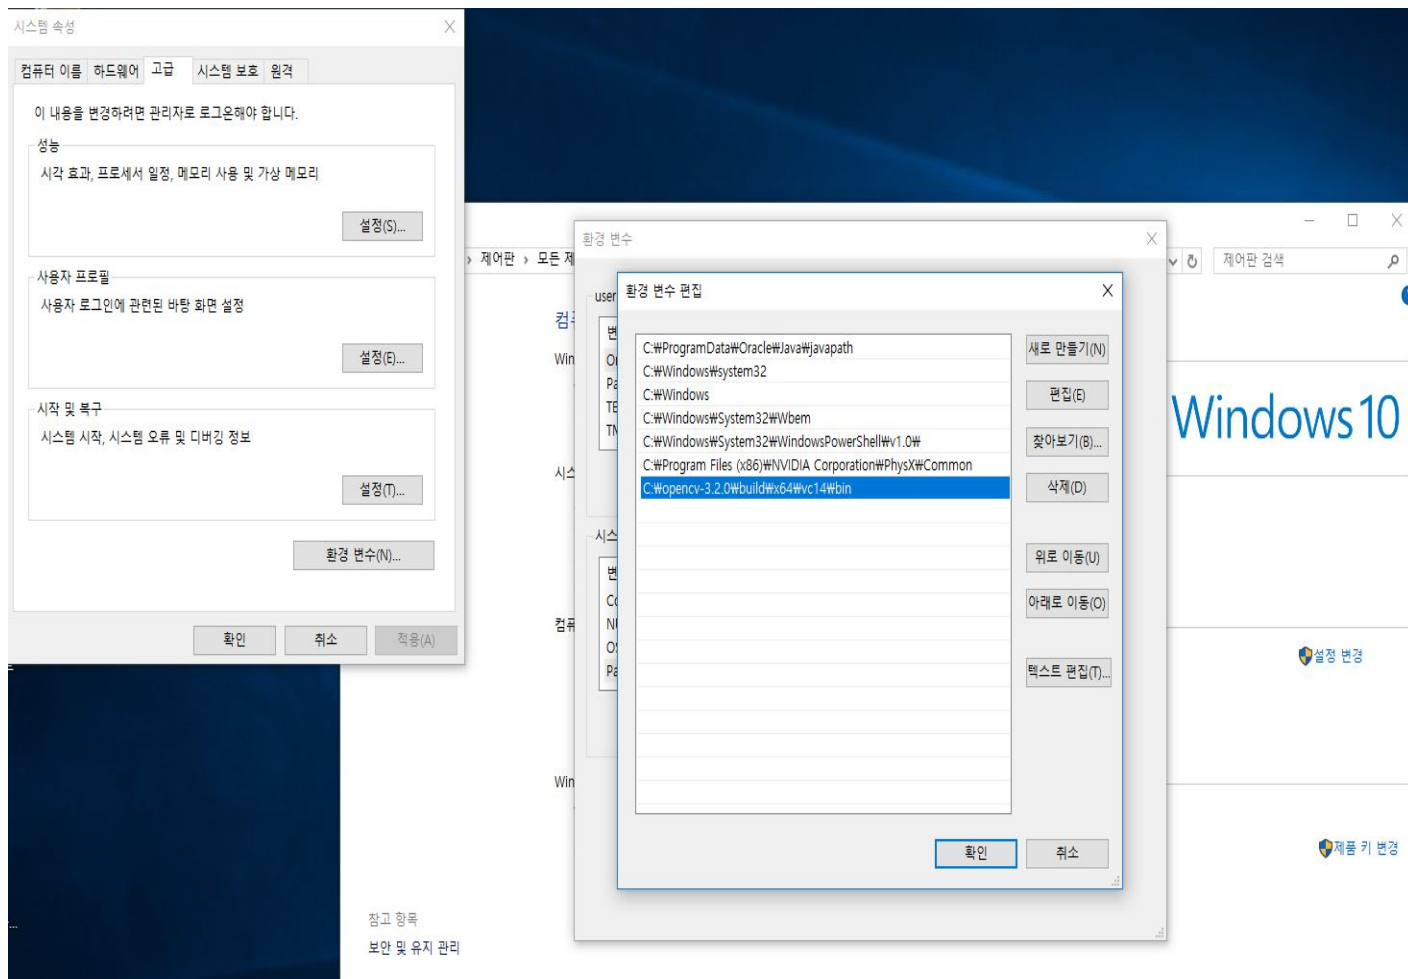 시스템 속성
컴퓨터 이름 하드웨어 고급 시스템 보호 원격
이 내용을 변경하려면 관리자로 로그온해야 합니다.
성능
시각 효과, 프로세서 일정, 메모리 사용 및 가상 메모리
설정(S)...
사용자 프로필
사용자 로그인에 관련된 바탕 화면 설정
설정(E)...
시작 및 복구
시스템 시작, 시스템 오류 및 디버깅 정보
설정(T)...
환경 변수(N)...
확인 취소 적용(A)
제어판 › 모든 제
제어판 검색
Windows 10
설정 변경
제품 키 변경
참고 항목
보안 및 유지 관리
환경 변수
user
환경 변수 편집
C:₩ProgramData₩Oracle₩Java₩javapath
C:₩Windows₩system32
C:₩Windows
C:₩Windows₩System32₩Wbem
C:₩Windows₩System32₩WindowsPowerShell₩v1.0₩
C:₩Program Files (x86)₩NVIDIA Corporation₩PhysX₩Common
C:₩opencv-3.2.0₩build₩x64₩vc14₩bin
새로 만들기(N)
편집(E)
찾아보기(B)...
삭제(D)
위로 이동(U)
아래로 이동(O)
텍스트 편집(T)...
확인 취소